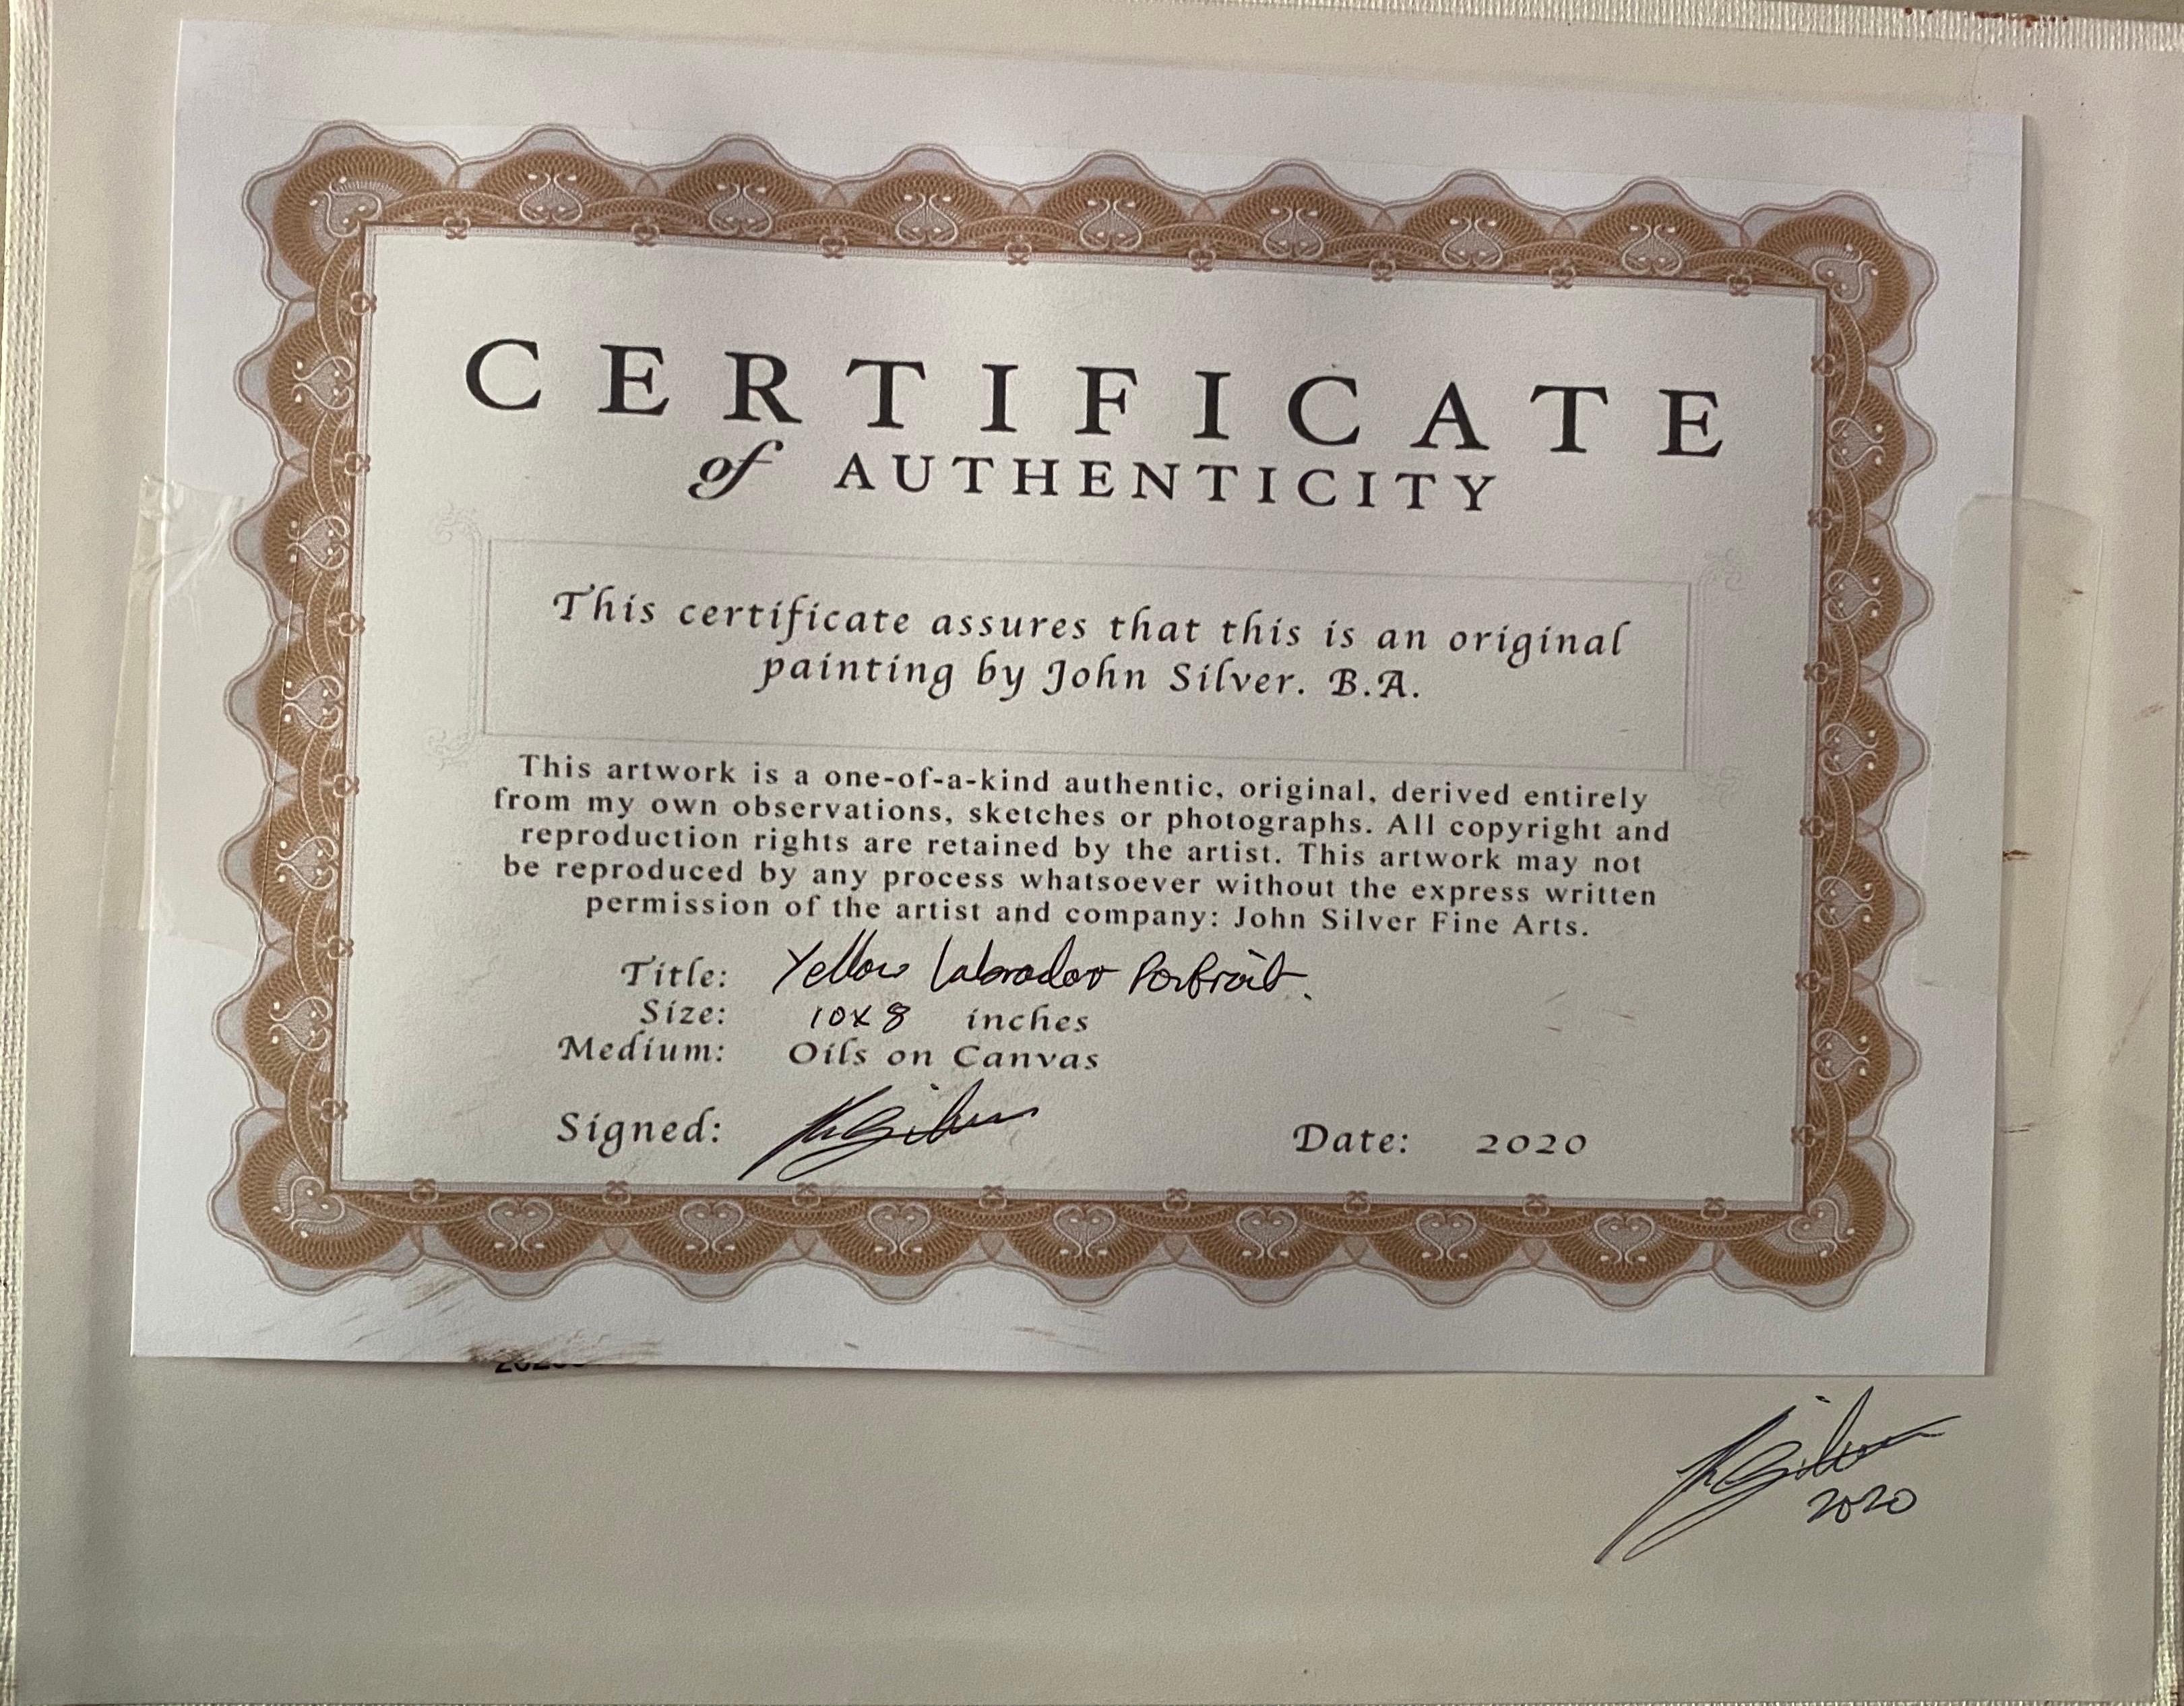 CERTIFICATE
of AUTHENTICITY
This certificate assures that this is an original
painting by John Silver. B.A.
This artwork is a one-of-a-kind authentic, original, derived entirely
from my own observations, sketches or photographs. All copyright and
reproduction rights are retained by the artist. This artwork may not
be reproduced by any process whatsoever without the express written
permission of the artist and company: John Silver Fine Arts.
Title: Yellow Labrador Portrait.
Size: 10x8 inches
Medium: Oils on Canvas
Signed: Date: 2020
2020